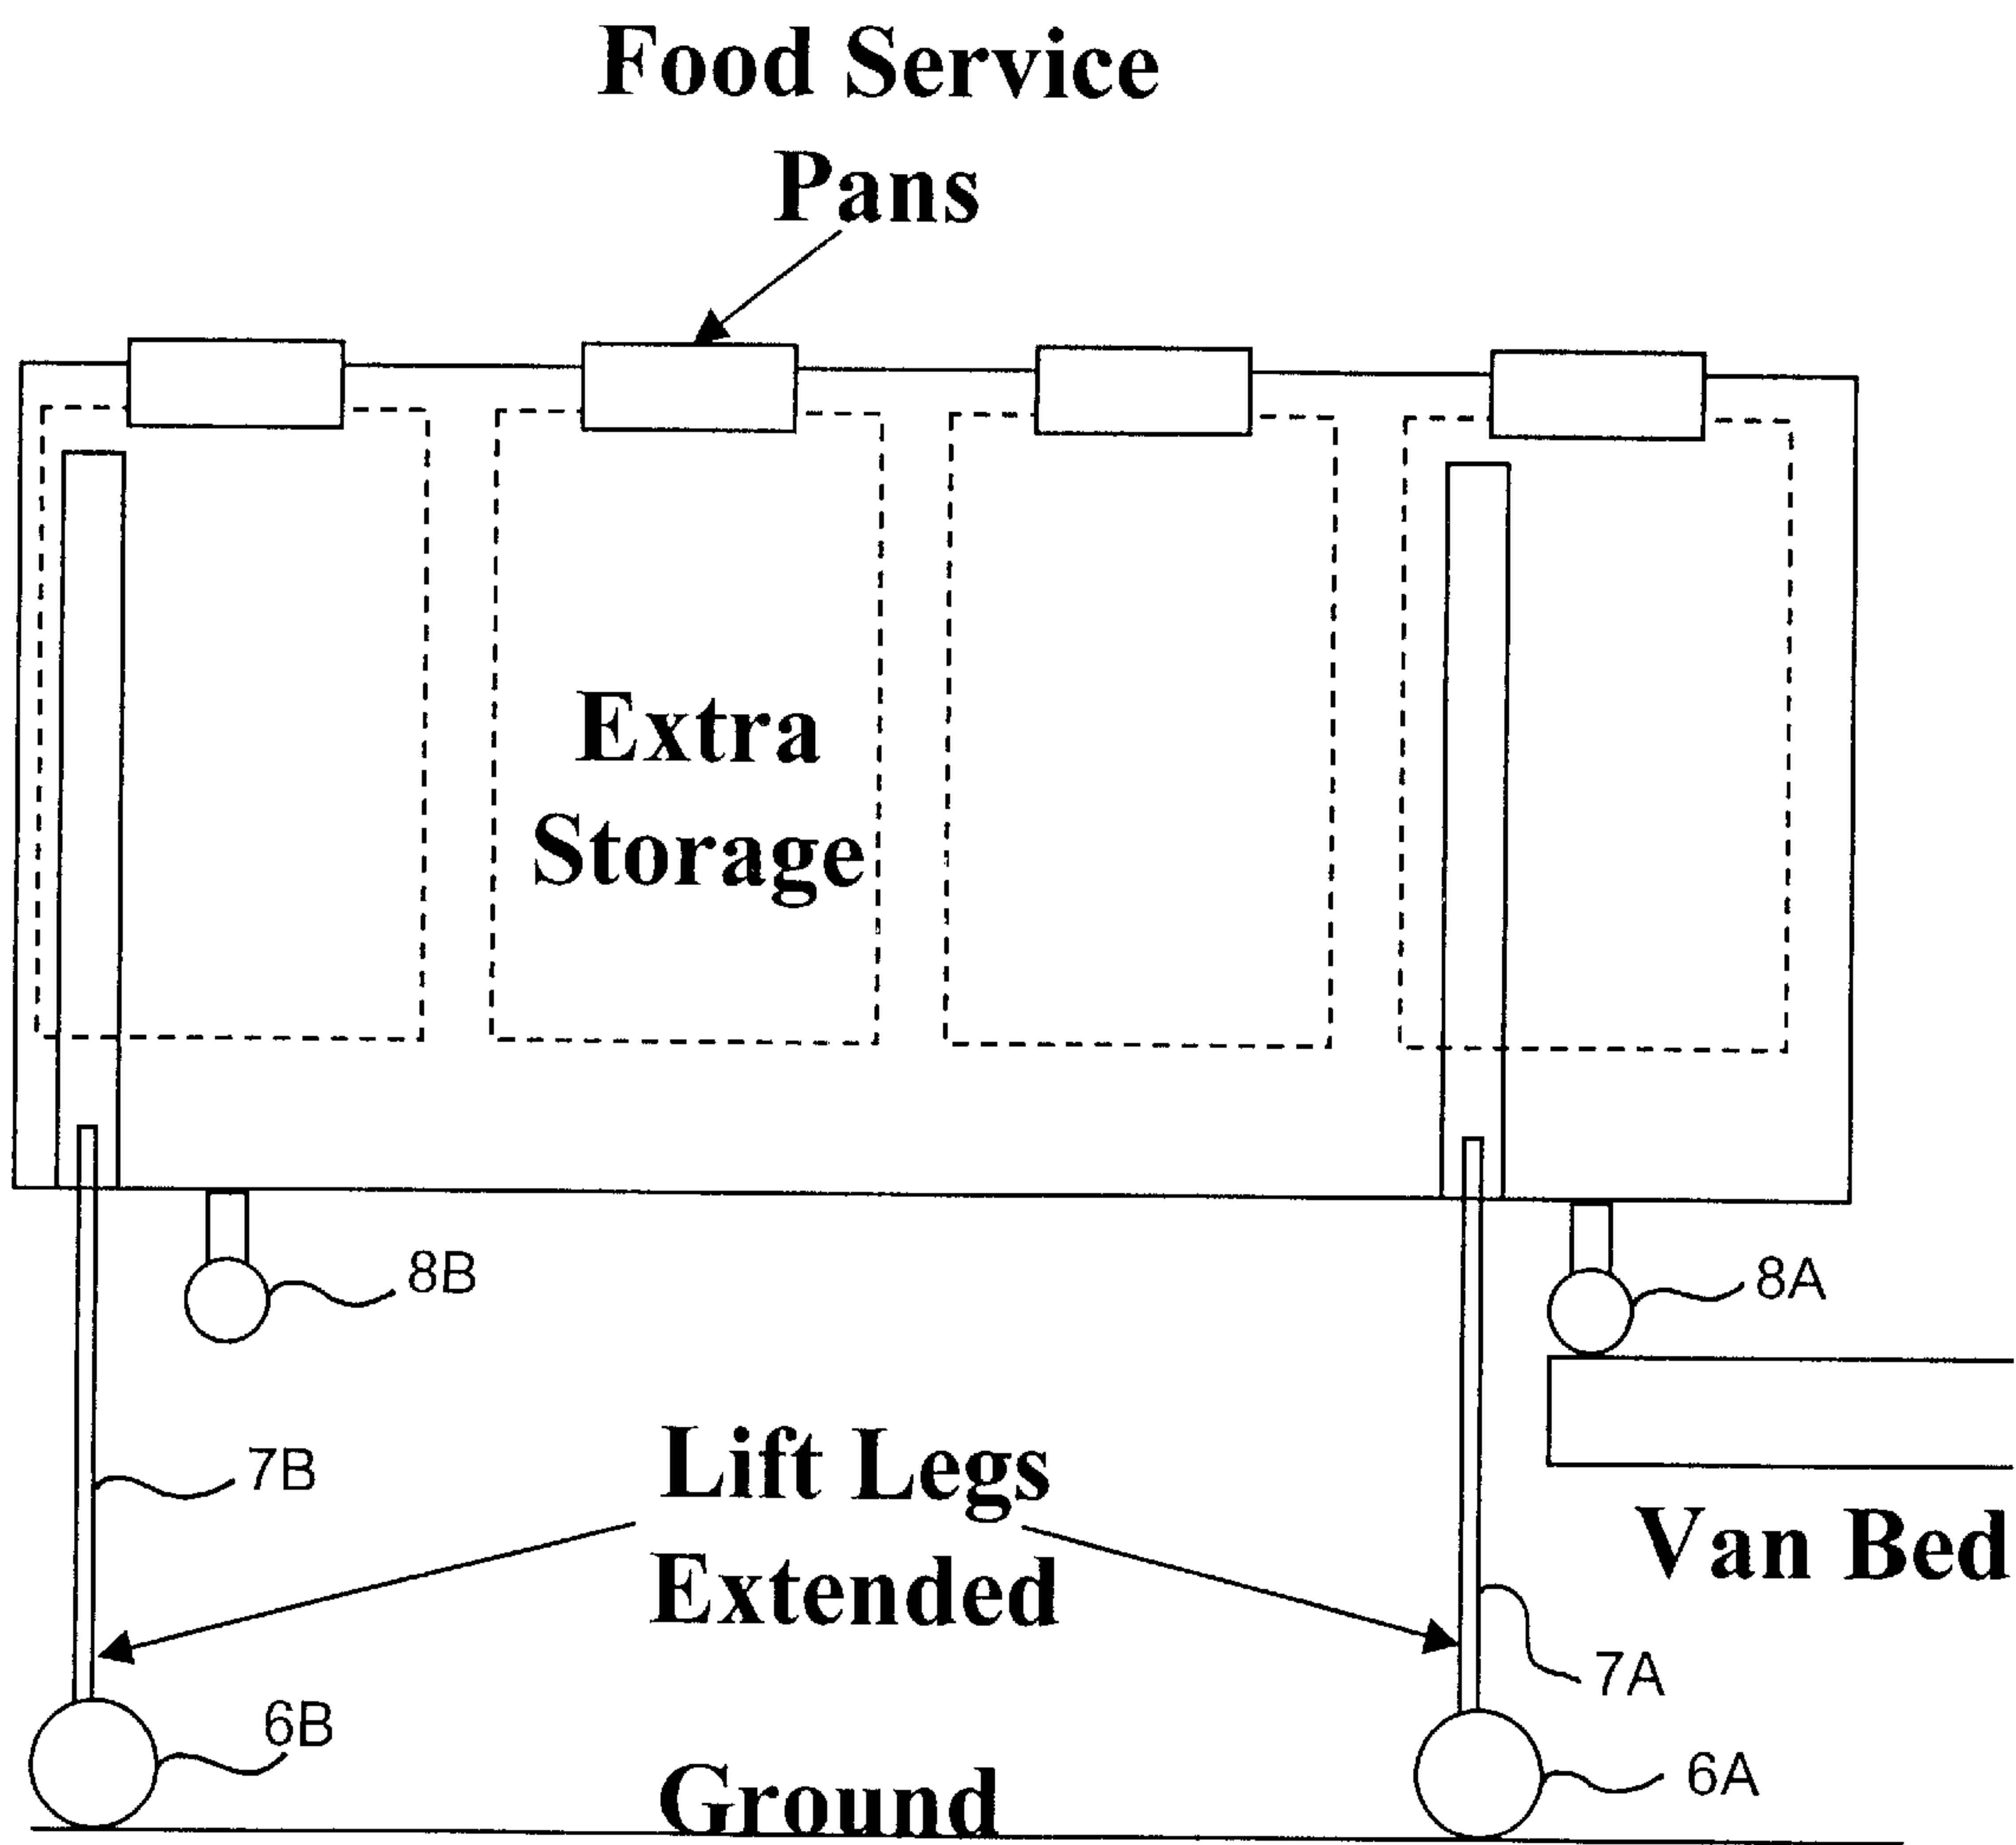 Food Service
Pans
Extra
Storage
8B
8A
7B
Lift Legs
Extended
Van Bed
7A
6B
6A
Ground